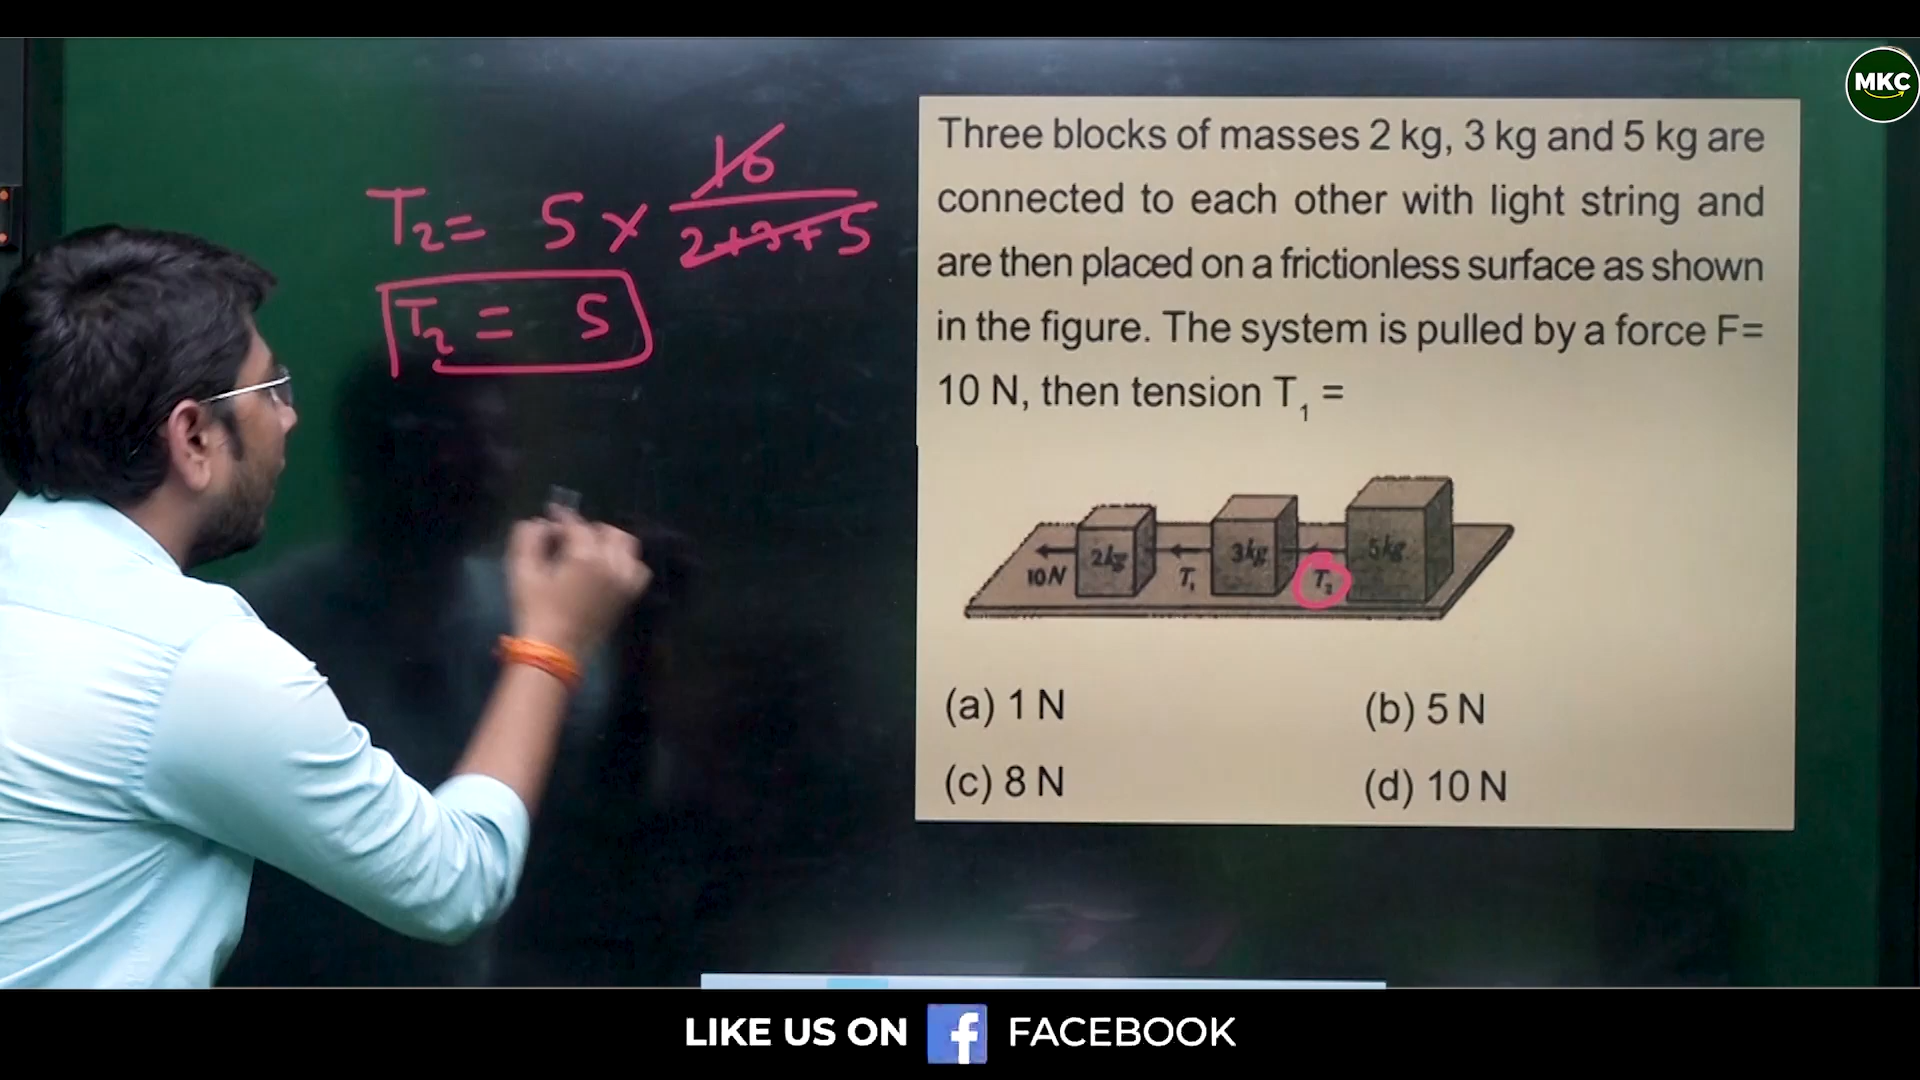 MKC
T2 = 5 × 10
2+3+5
T2 = 5
Three blocks of masses 2 kg, 3 kg and 5 kg are
connected to each other with light string and
are then placed on a frictionless surface as shown
in the figure. The system is pulled by a force F=
10 N, then tension T1 =
10N 2kg T1 3kg T2 5kg
(a) 1 N (b) 5 N
(c) 8 N (d) 10 N
LIKE US ON f FACEBOOK